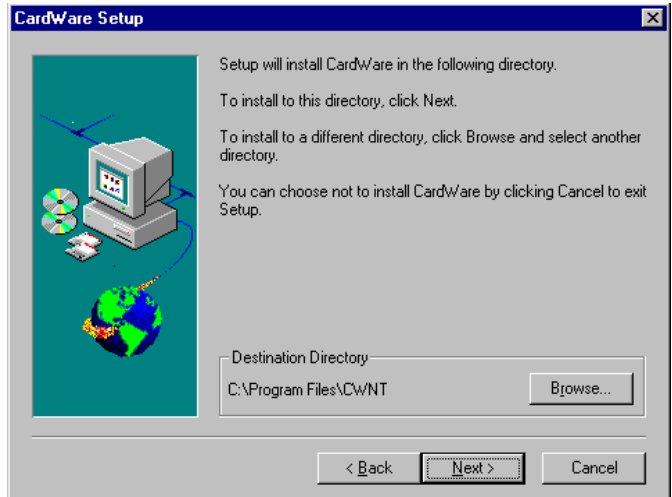 CardWare Setup
Setup will install CardWare in the following directory.
To install to this directory, click Next.
To install to a different directory, click Browse and select another
directory.
You can choose not to install CardWare by clicking Cancel to exit
Setup.
Destination Directory
C:\Program Files\CWNT
Browse...
< Back
Next >
Cancel